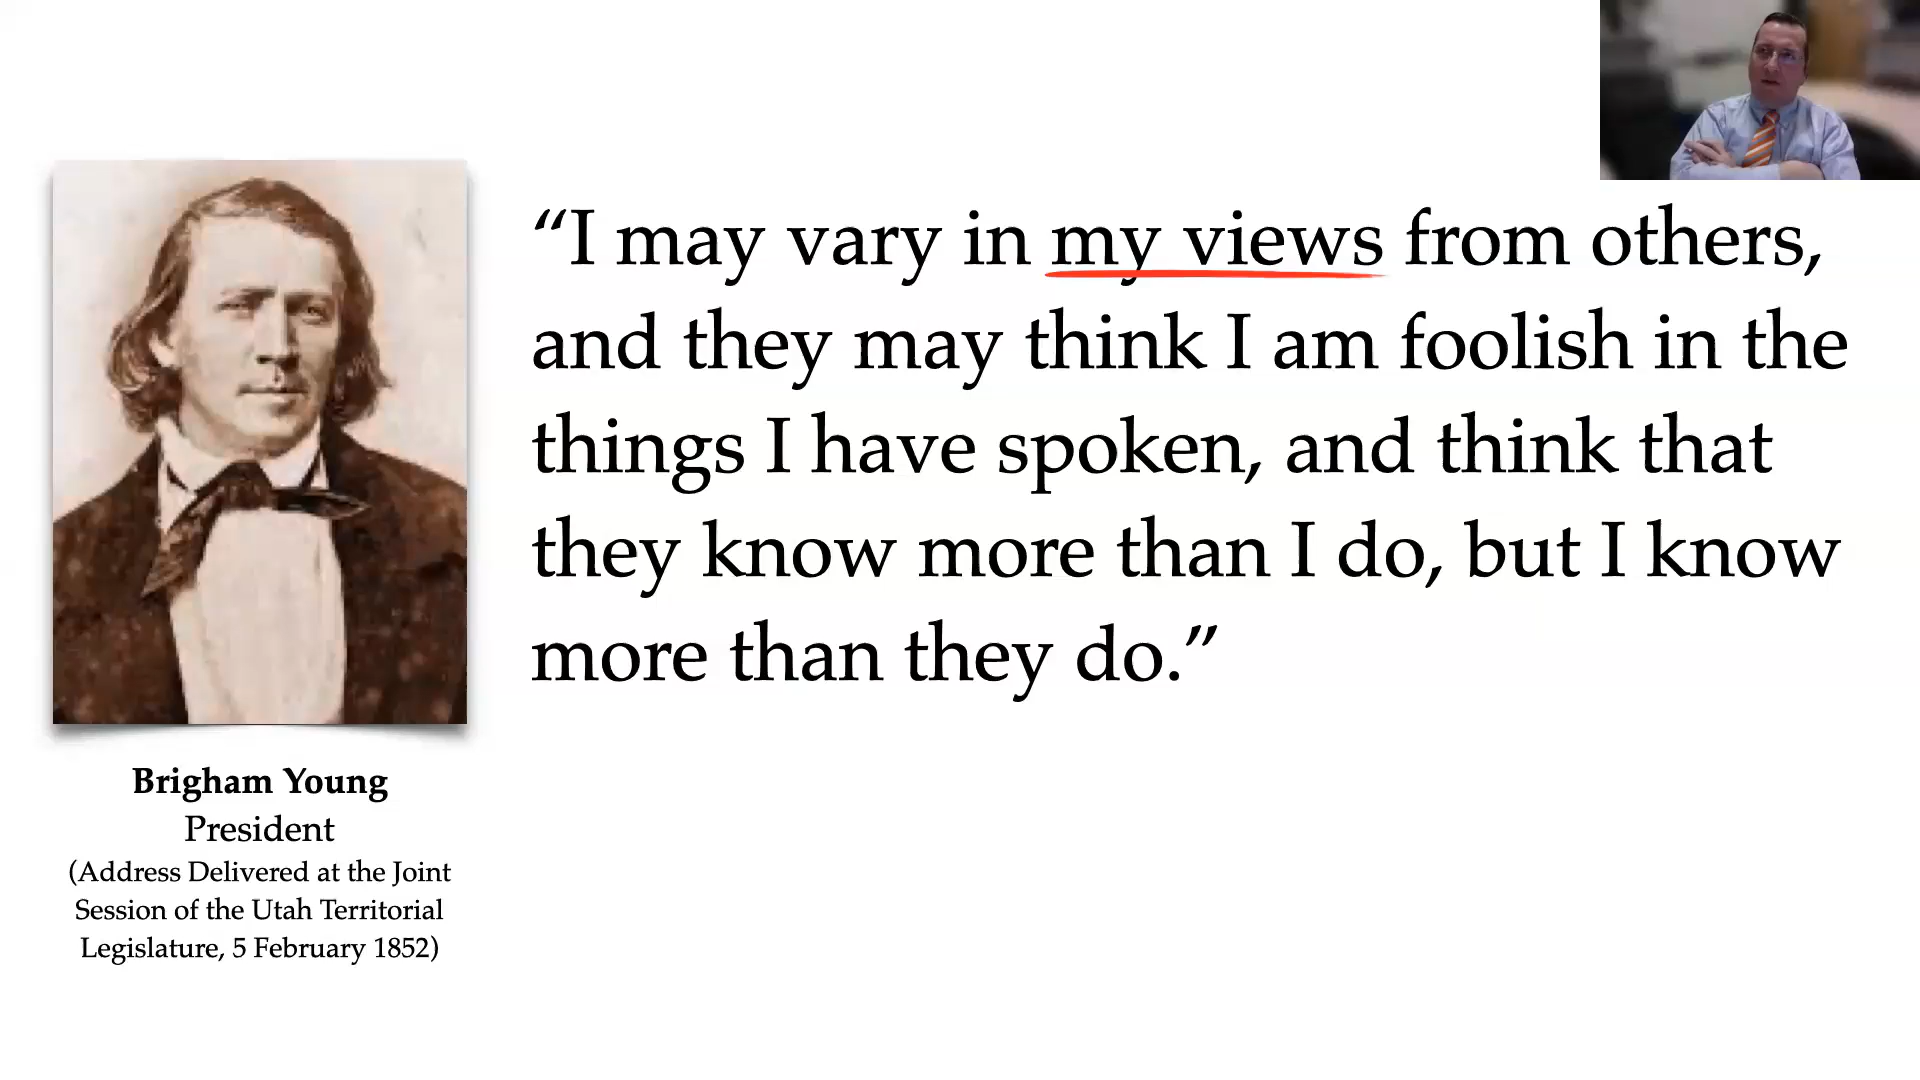 “I may vary in my views from others,
and they may think I am foolish in the
things I have spoken, and think that
they know more than I do, but I know
more than they do.”
Brigham Young
President
(Address Delivered at the Joint
Session of the Utah Territorial
Legislature, 5 February 1852)